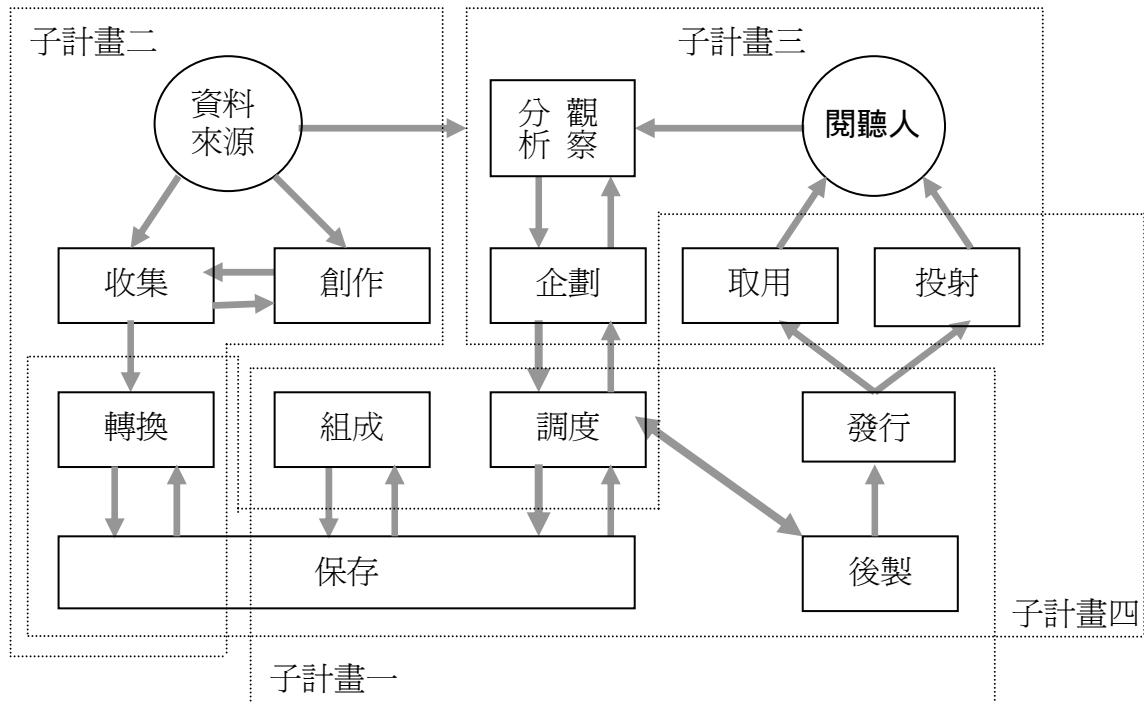 子計畫二
子計畫三
資料
來源
分 觀
析 察
閱聽人
收集
創作
企劃
取用
投射
轉換
組成
調度
發行
保存
後製
子計畫四
子計畫一